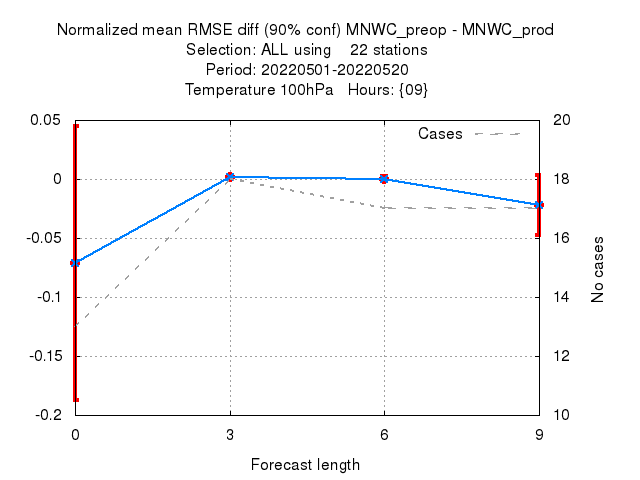 Normalized mean RMSE diff (90% conf) MNWC_preop - MNWC_prod
Selection: ALL using    22 stations
Period: 20220501-20220520
Temperature 100hPa   Hours: {09}
0.05
0
-0.05
-0.1
-0.15
-0.2
Cases
20
18
16
14
12
10
No cases
0
3
6
9
Forecast length